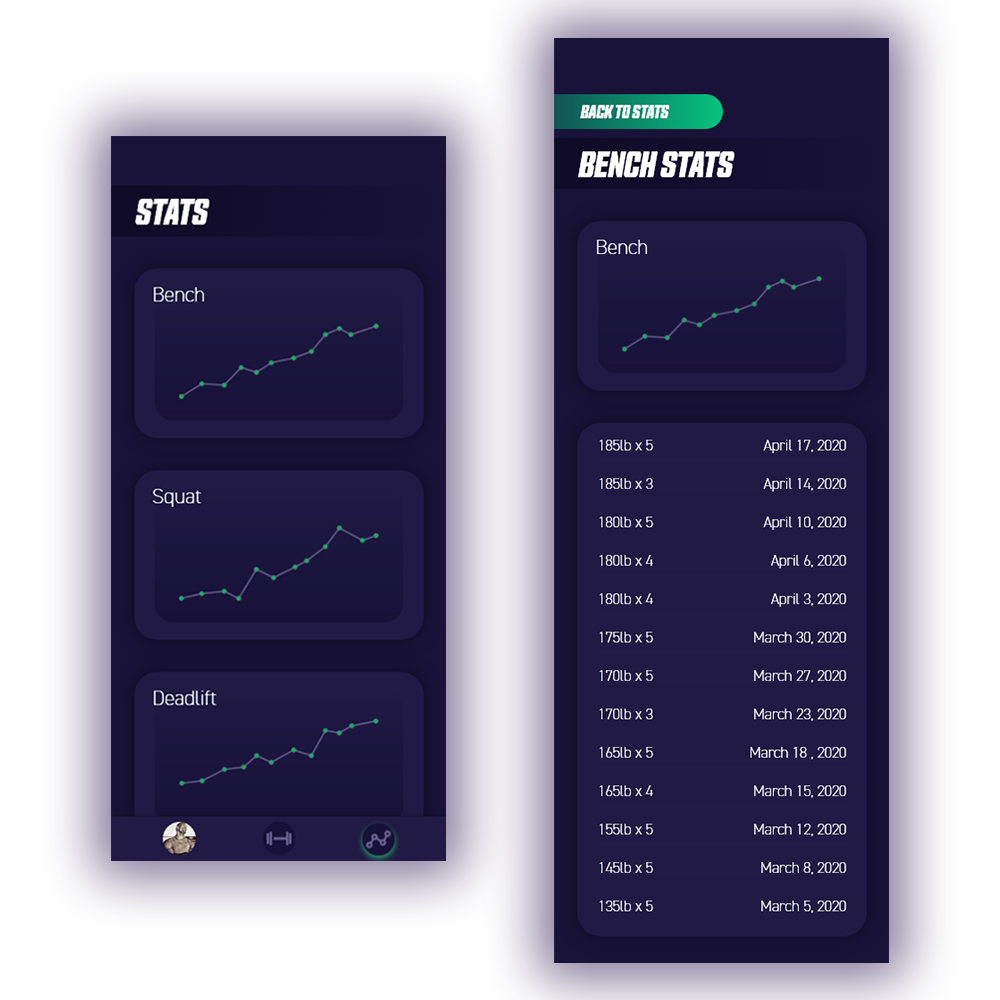 STATS
Bench
Squat
Deadlift
BACK TO STATS
BENCH STATS
Bench
185lb x 5 April 17, 2020
185lb x 3 April 14, 2020
180lb x 5 April 10, 2020
180lb x 4 April 6, 2020
180lb x 4 April 3, 2020
175lb x 5 March 30, 2020
170lb x 5 March 27, 2020
170lb x 3 March 23, 2020
165lb x 5 March 18 , 2020
165lb x 4 March 15, 2020
155lb x 5 March 12, 2020
145lb x 5 March 8, 2020
135lb x 5 March 5, 2020